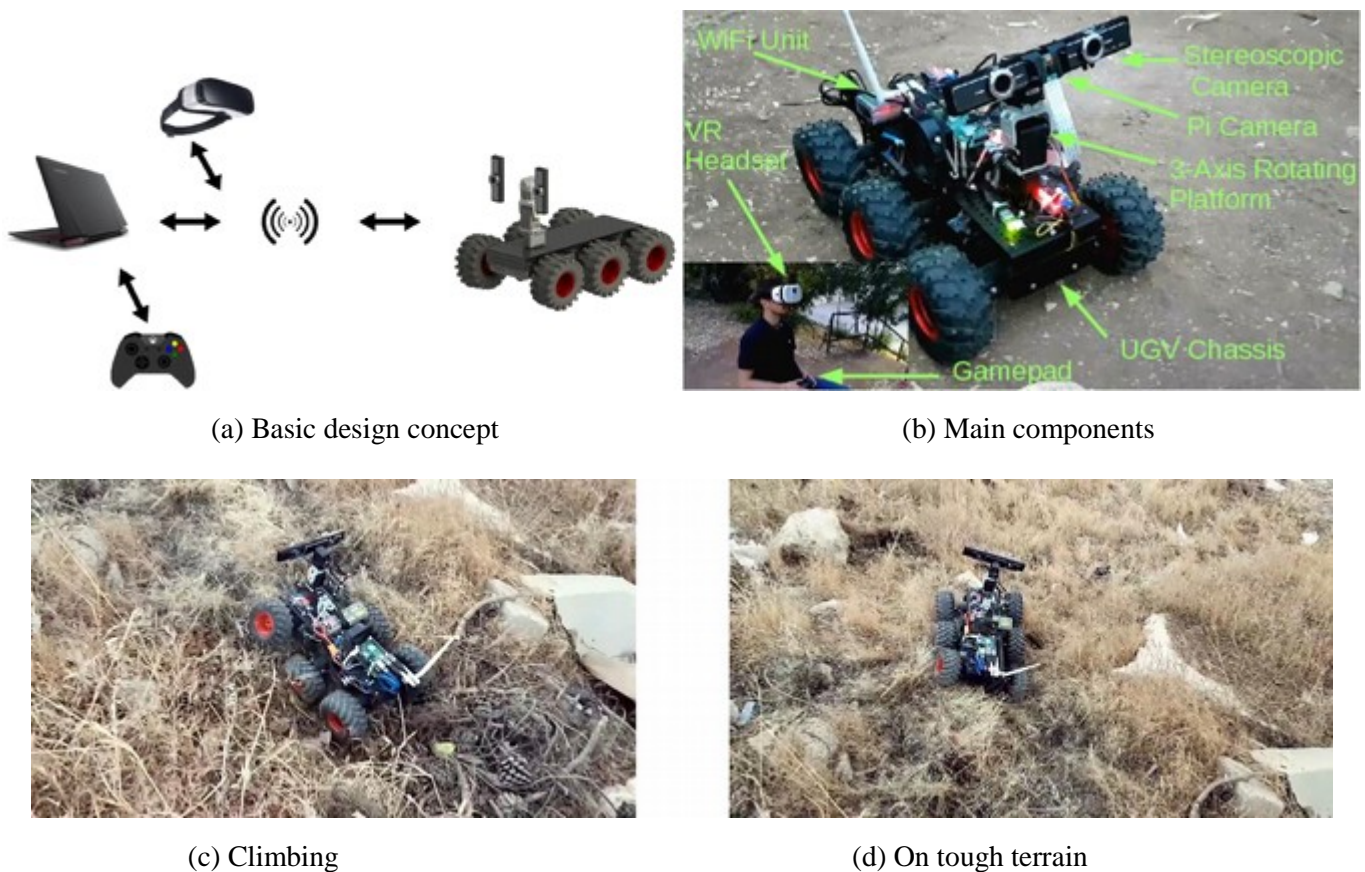 WiFi Unit
Stereoscopic
Camera
VR
Headset
Pi Camera
3-Axis Rotating
Platform
UGV Chassis
Gamepad
(a) Basic design concept
(b) Main components
(c) Climbing
(d) On tough terrain